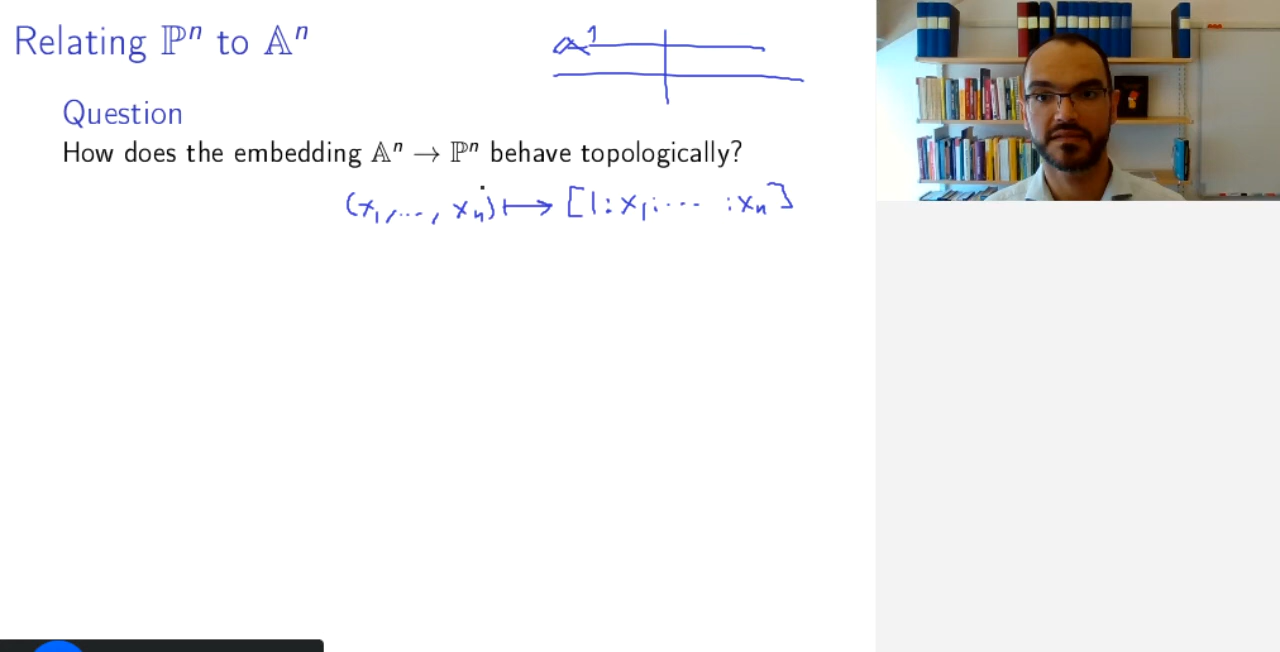 Relating ℙⁿ to 𝔸ⁿ
𝔸¹
Question
How does the embedding 𝔸ⁿ → ℙⁿ behave topologically?
(x₁, ..., xₙ) ↦ [1 : x₁ : ... : xₙ]